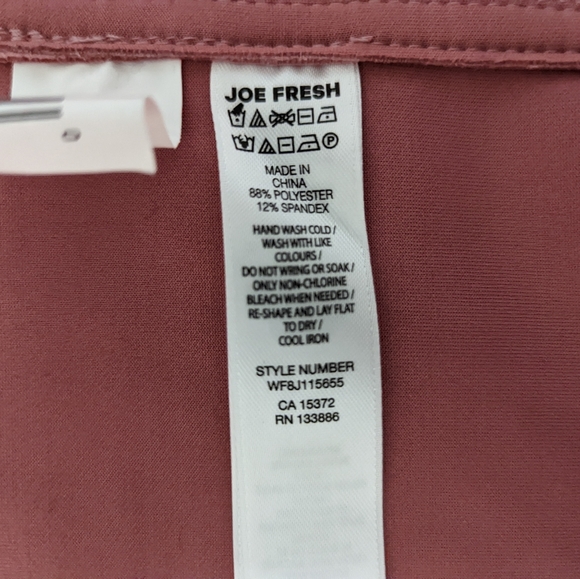 JOE FRESH
MADE IN
CHINA
88% POLYESTER
12% SPANDEX
HAND WASH COLD /
WASH WITH LIKE
COLOURS /
DO NOT WRING OR SOAK /
ONLY NON-CHLORINE
BLEACH WHEN NEEDED /
RE-SHAPE AND LAY FLAT
TO DRY /
COOL IRON
STYLE NUMBER
WF8J115655
CA 15372
RN 133886